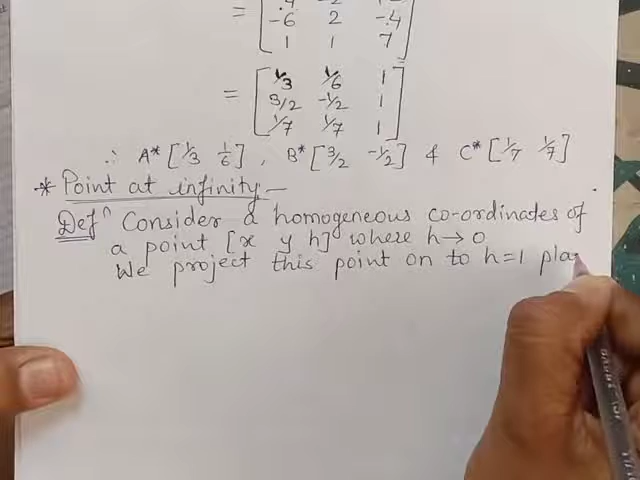 = [ 4 -2
-6 2 -4
1 1 7 ]
= [ 1/3 1/6 1
3/2 -1/2 1
1/7 1/7 1 ]
∴ A* [1/3 1/6] , B* [3/2 -1/2] & C* [1/7 1/7]
* Point at infinity –
Defⁿ Consider a homogeneous co-ordinates of
a point [x y h] where h → 0
We project this point on to h=1 pla